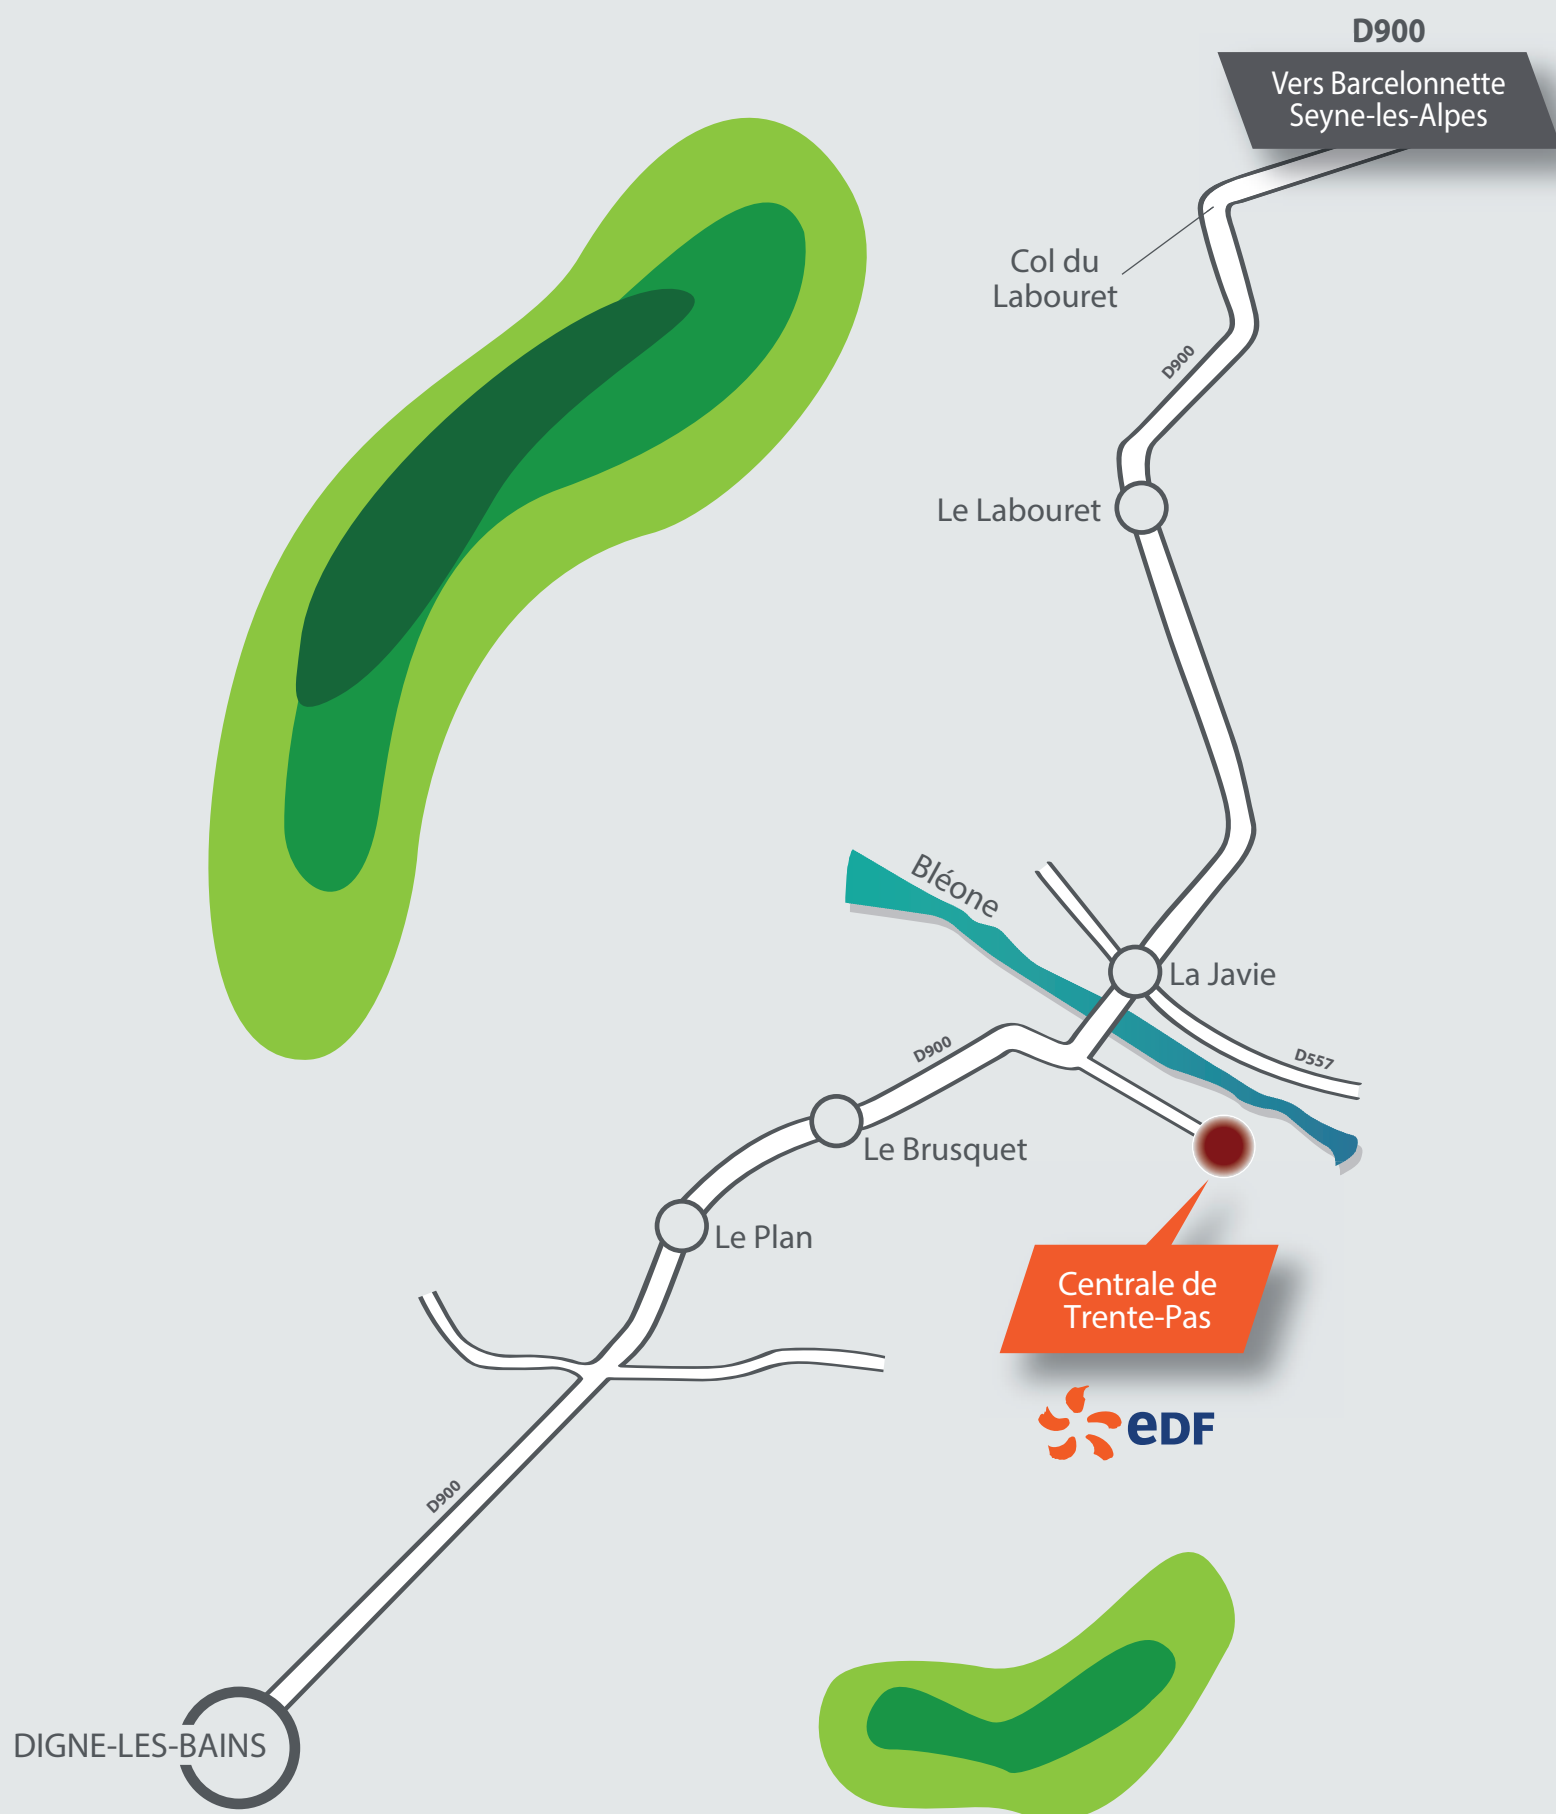 D900
Vers Barcelonnette
Seyne-les-Alpes
Col du
Labouret
D900
Le Labouret
Bléone
La Javie
D900
D557
Le Brusquet
Le Plan
Centrale de
Trente-Pas
eDF
D900
DIGNE-LES-BAINS